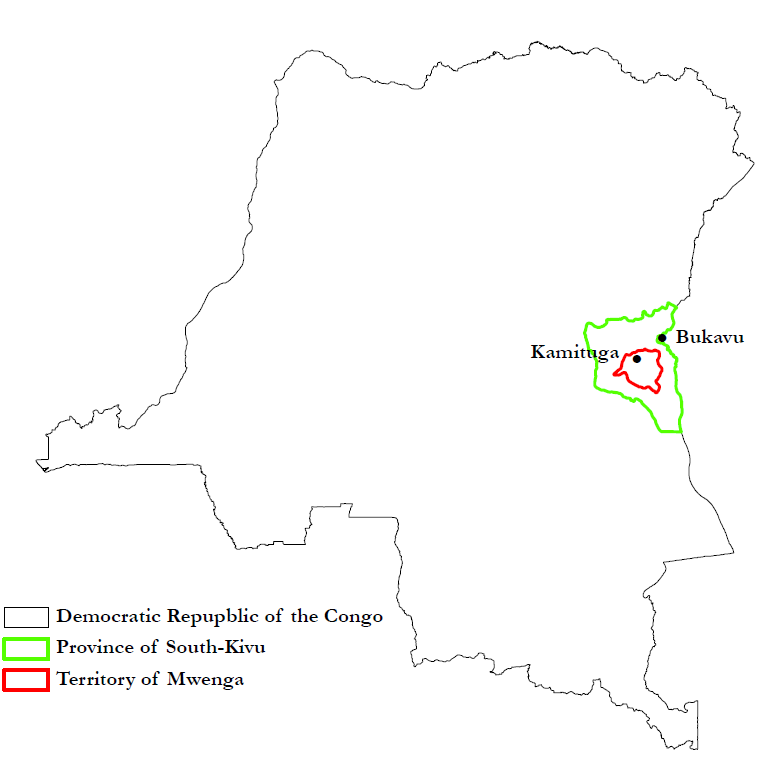 Bukavu
Kamituga
Democratic Repupblic of the Congo
Province of South-Kivu
Territory of Mwenga